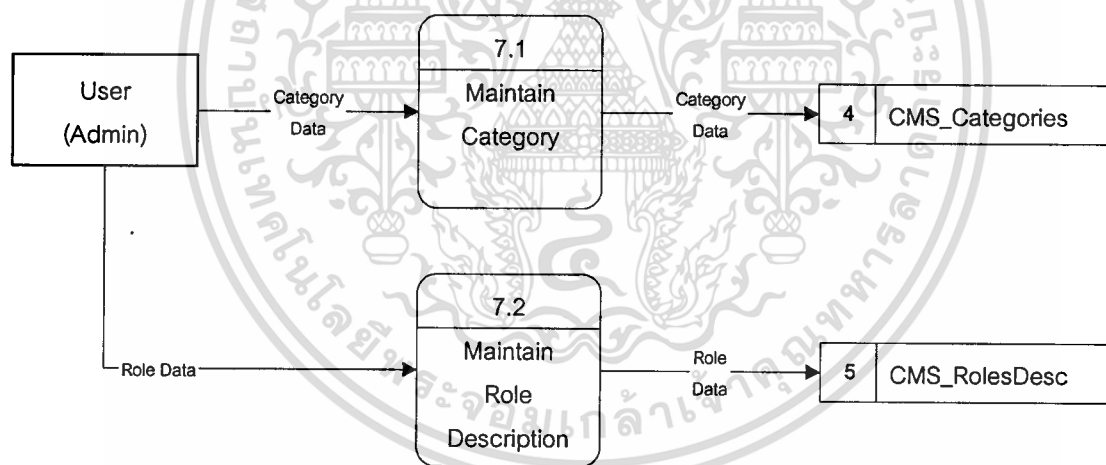 7.1
User
(Admin)
Category
Data
Maintain
Category
Category
Data
4 CMS_Categories
7.2
Role Data
Maintain
Role
Description
Role
Data
5 CMS_RolesDesc